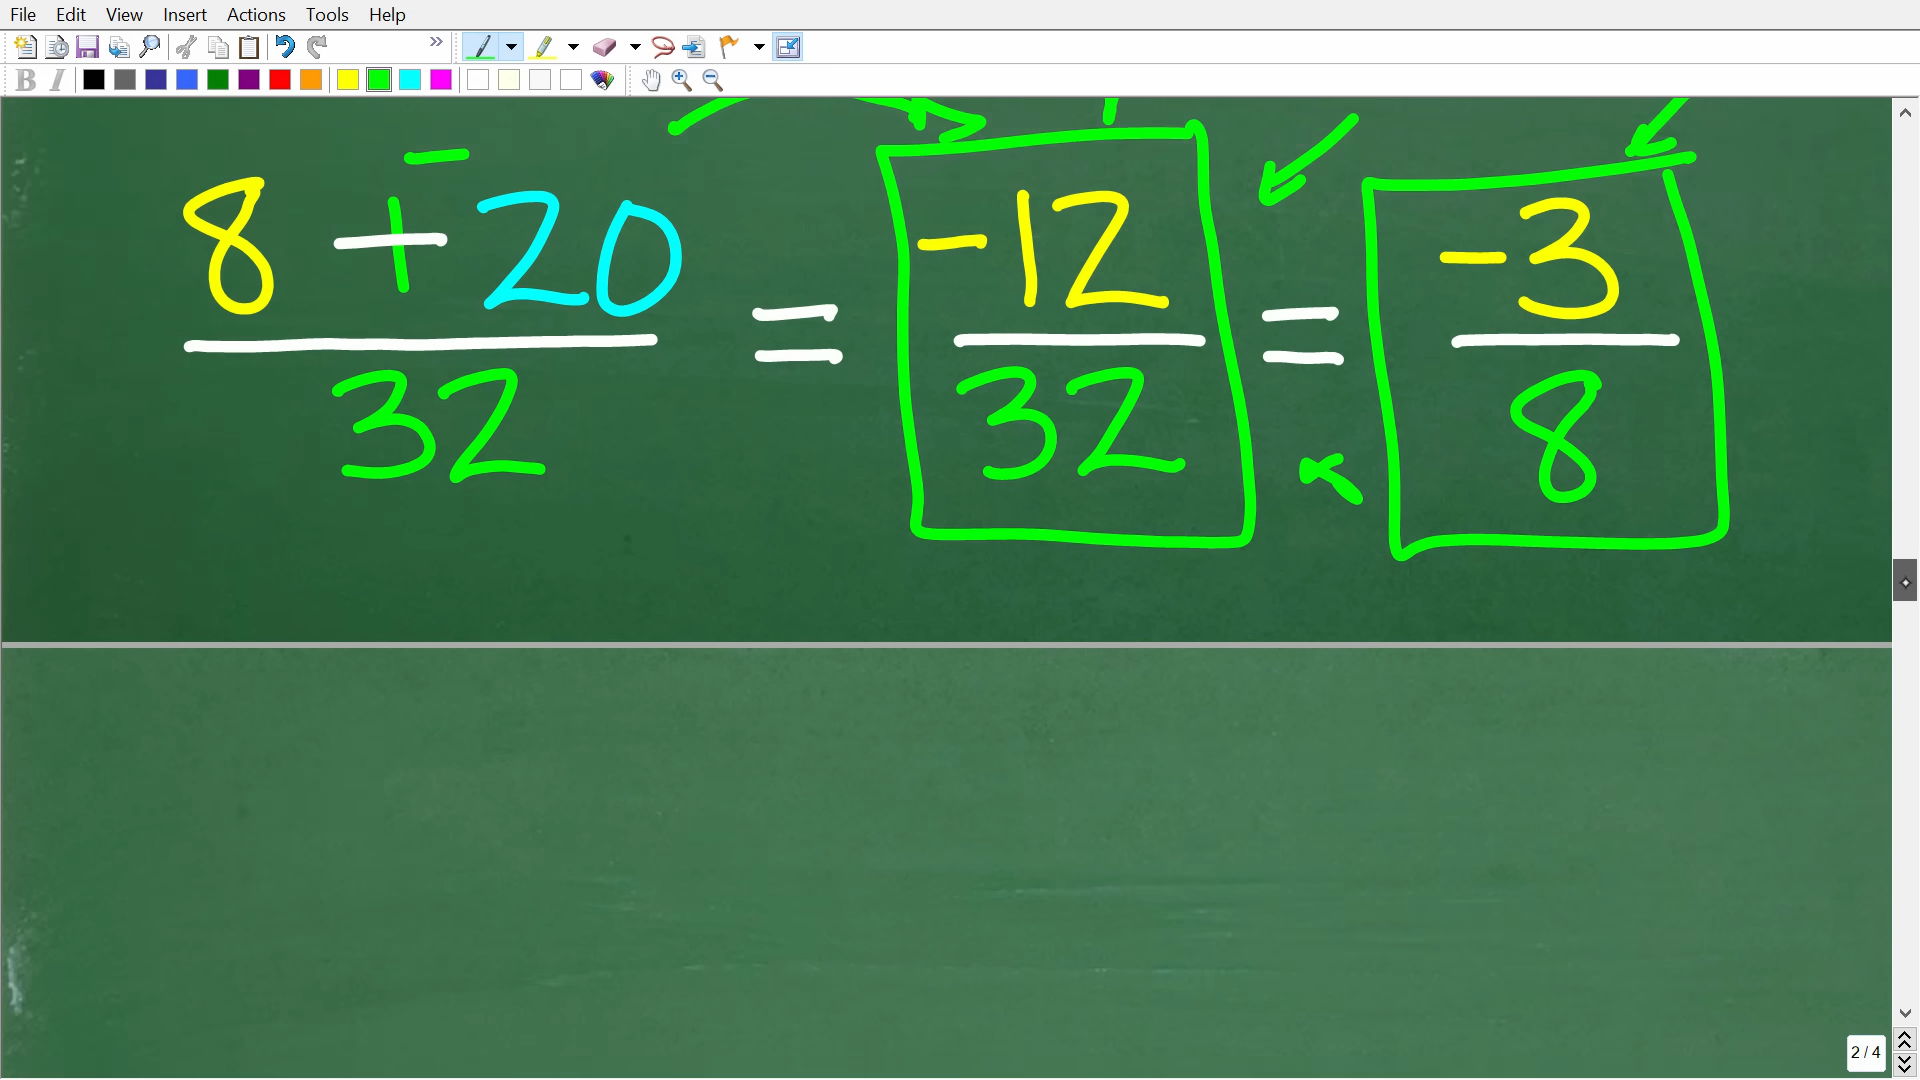 File Edit View Insert Actions Tools Help
B I
8 + -20 = -12 = -3
32 32 8
2 / 4